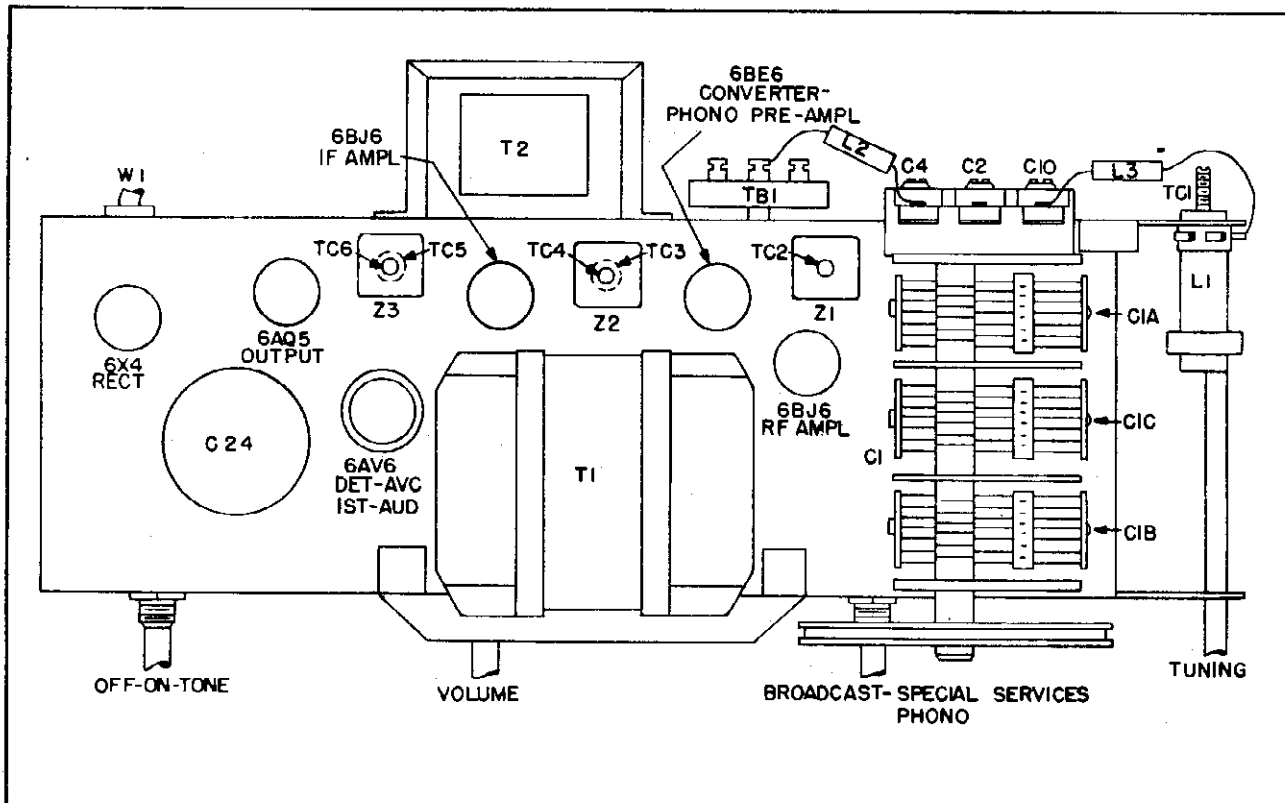 6BE6
CONVERTER-
PHONO PRE-AMPL
6BJ6
IF AMPL
T2
L2
C4
C2
C10
L3
W1
TB1
TC1
TC6
TC5
TC4
TC3
TC2
Z3
Z2
Z1
L1
C1A
6X4
RECT
6AQ5
OUTPUT
6BJ6
RF AMPL
C1C
C24
C1
6AV6
DET-AVC
1ST-AUD
T1
C1B
OFF-ON-TONE
VOLUME
BROADCAST-SPECIAL SERVICES
PHONO
TUNING